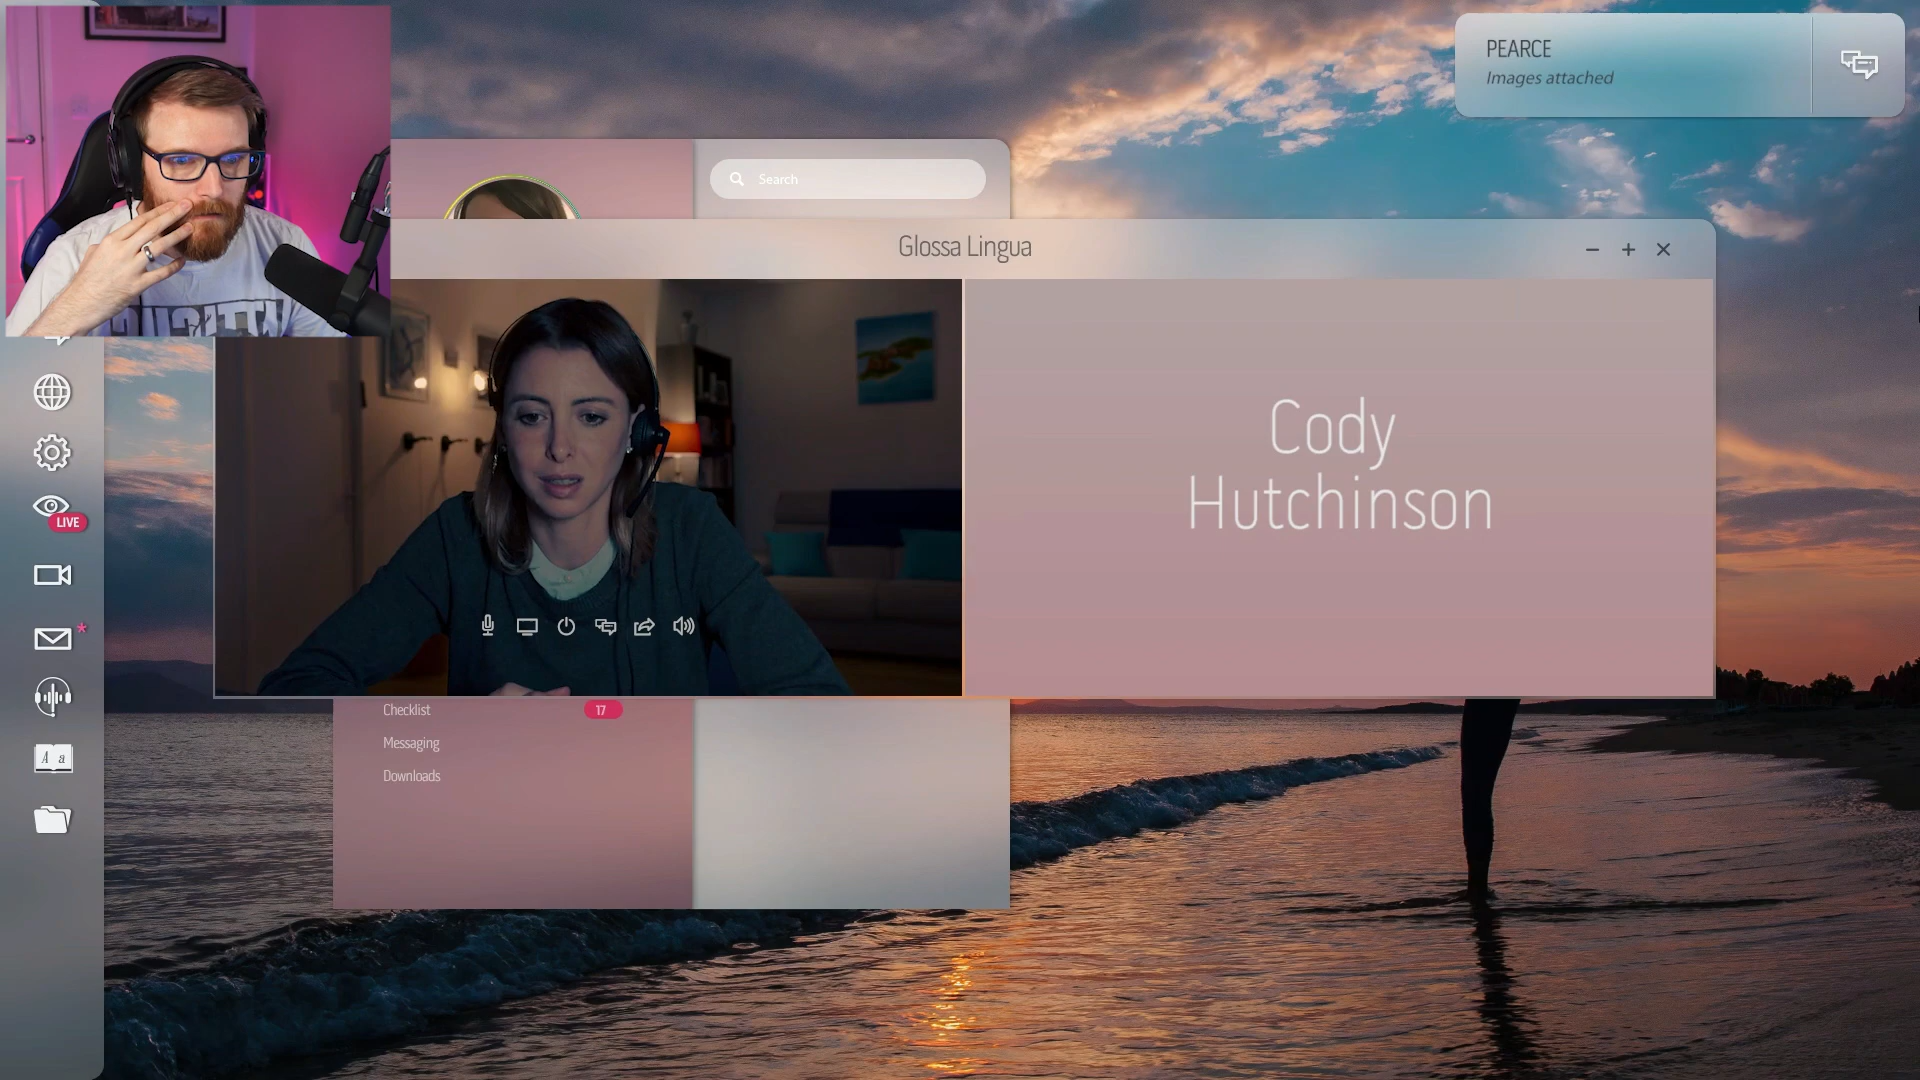 PEARCE
Images attached
Search
Glossa Lingua
Cody
Hutchinson
LIVE
A a
Checklist 17
Messaging
Downloads